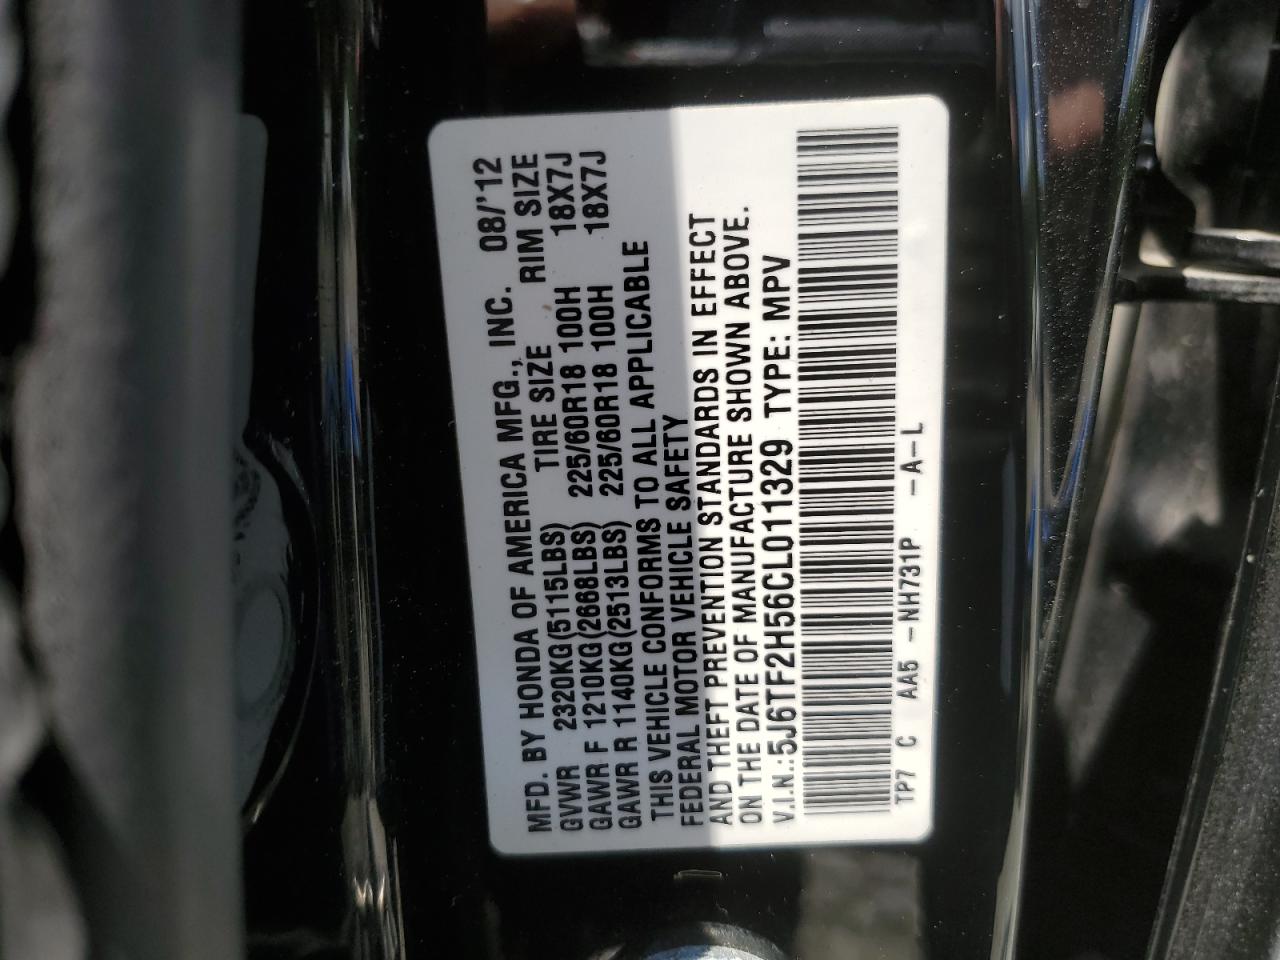 MFD. BY HONDA OF AMERICA MFG., INC. 08/'12
GVWR 2320KG(5115LBS) TIRE SIZE RIM SIZE
GAWR F 1210KG(2668LBS) 225/60R18 100H 18X7J
GAWR R 1140KG(2513LBS) 225/60R18 100H 18X7J
THIS VEHICLE CONFORMS TO ALL APPLICABLE
FEDERAL MOTOR VEHICLE SAFETY
AND THEFT PREVENTION STANDARDS IN EFFECT
ON THE DATE OF MANUFACTURE SHOWN ABOVE.
V.I.N.:5J6TF2H56CL011329 TYPE: MPV
TP7 C AA5 -NH731P -A-L